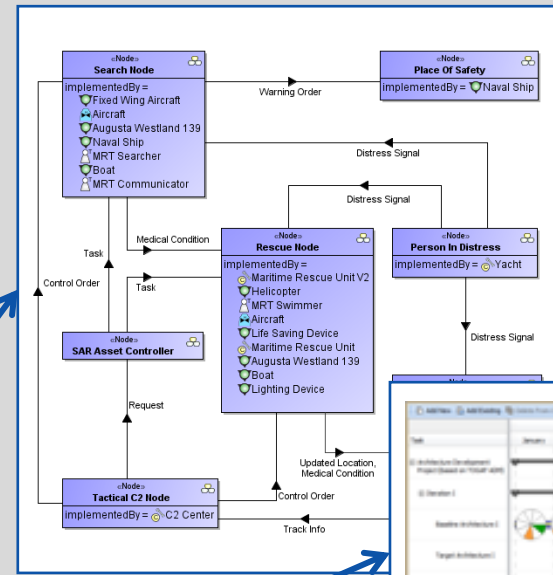 «Node»
Search Node
implementedBy =
Fixed Wing Aircraft
Aircraft
Augusta Westland 139
Naval Ship
MRT Searcher
Boat
MRT Communicator
«Node»
Place Of Safety
implementedBy = Naval Ship
Warning Order
Distress Signal
Distress Signal
Medical Condition
Task
Task
Control Order
«Node»
Rescue Node
implementedBy =
Maritime Rescue Unit V2
Helicopter
MRT Swimmer
Aircraft
Life Saving Device
Maritime Rescue Unit
Augusta Westland 139
Boat
Lighting Device
«Node»
Person In Distress
implementedBy = Yacht
Distress Signal
«Node»
SAR Asset Controller
Request
Updated Location,
Medical Condition
«Node»
Tactical C2 Node
implementedBy = C2 Center
Control Order
Track Info
Task
January